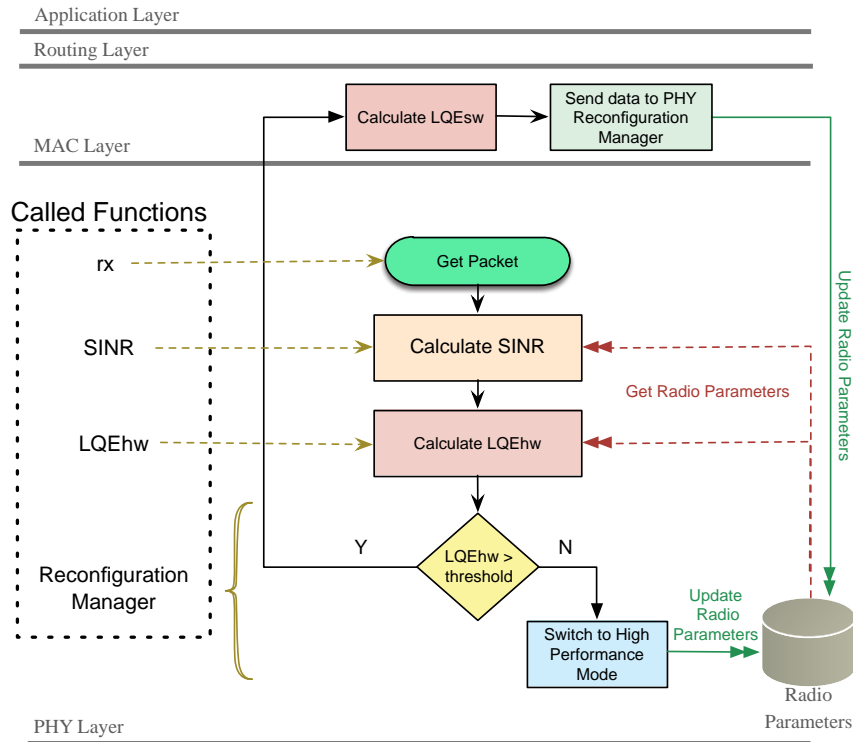 Application Layer
Routing Layer
Calculate LQEsw
Send data to PHY
Reconfiguration
Manager
MAC Layer
Called Functions
rx
Get Packet
SINR
Calculate SINR
Get Radio Parameters
Update Radio Parameters
LQEhw
Calculate LQEhw
Y
LQEhw >
threshold
N
Reconfiguration
Manager
Update
Radio
Parameters
Switch to High
Performance
Mode
Radio
Parameters
PHY Layer